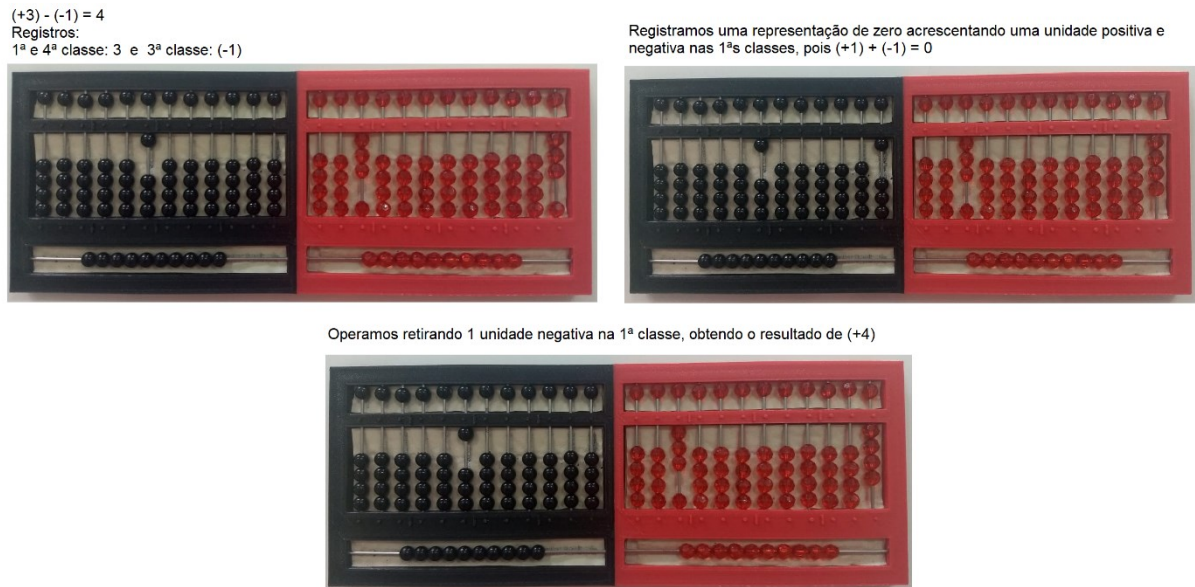 (+3) - (-1) = 4
Registros:
1ª e 4ª classe: 3 e 3ª classe: (-1)
Registramos uma representação de zero acrescentando uma unidade positiva e
negativa nas 1ªs classes, pois (+1) + (-1) = 0
Operamos retirando 1 unidade negativa na 1ª classe, obtendo o resultado de (+4)